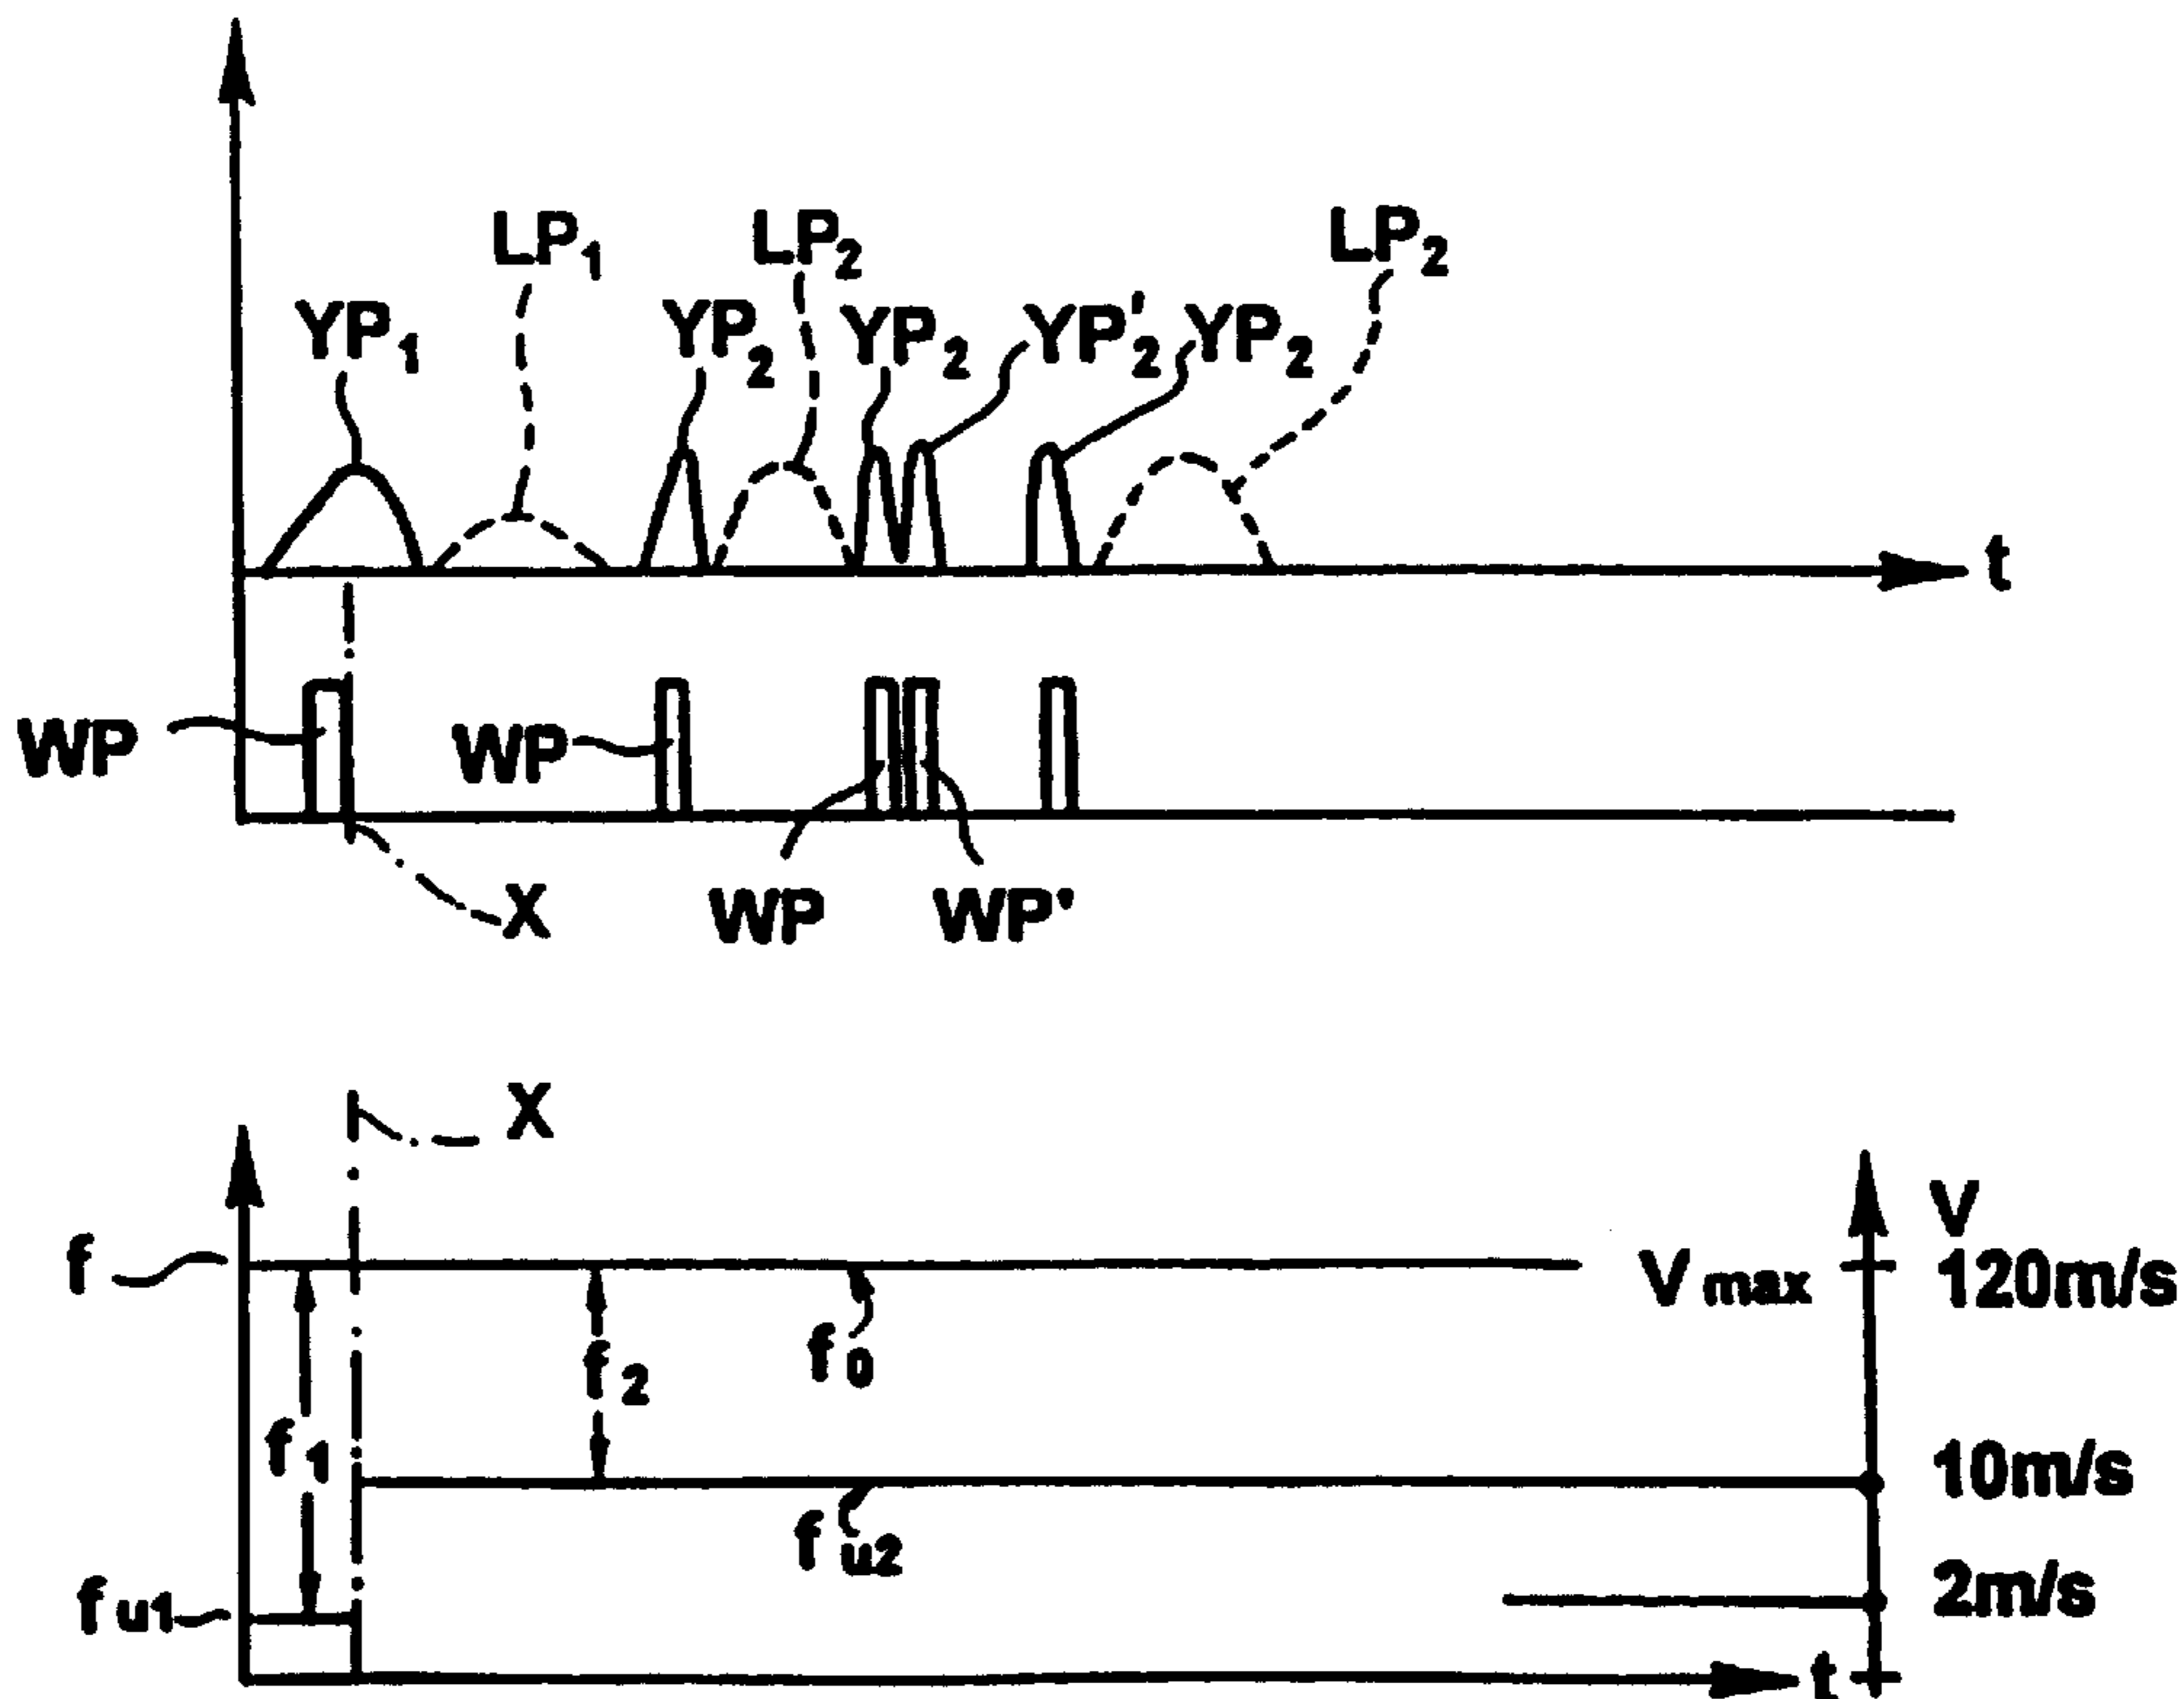 LP₁ LP₂ LP₂
YP₁ YP₂ YP₂ YP'₂ YP₂
t
WP WP
X WP WP'
X
V
f Vmax 120m/s
f₂ f₀
f₁ 10m/s
fu2
fu1 2m/s
t